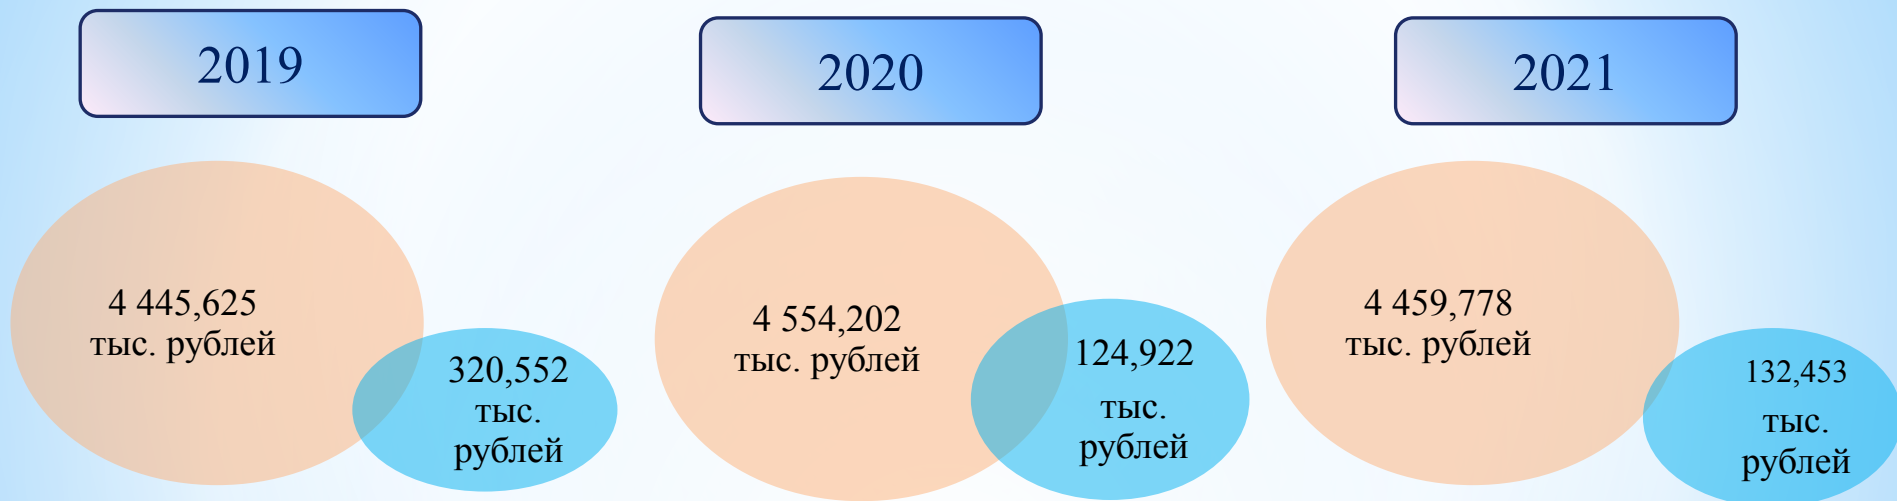 2019
2020
2021
4 445,625
тыс. рублей
320,552
тыс.
рублей
4 554,202
тыс. рублей
124,922
тыс.
рублей
4 459,778
тыс. рублей
132,453
тыс.
рублей